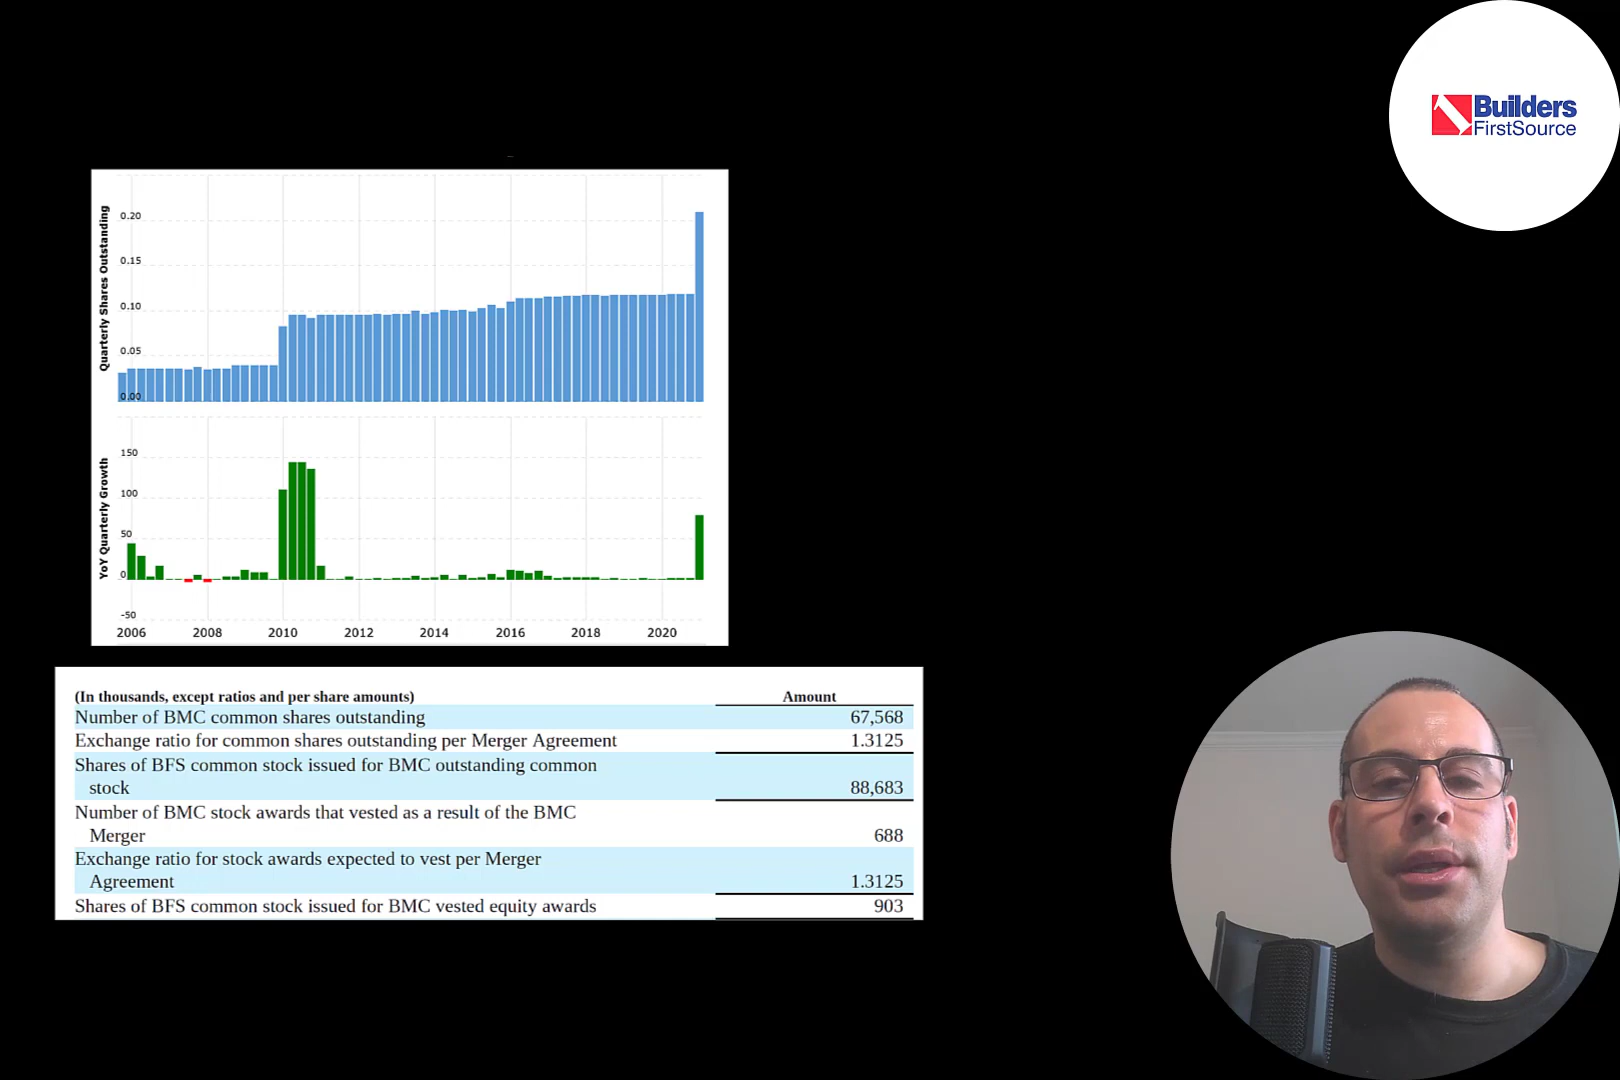 Builders
FirstSource
Quarterly Shares Outstanding
0.20
0.15
0.10
0.05
0.00
YoY Quarterly Growth
150
100
50
0
-50
2006 2008 2010 2012 2014 2016 2018 2020
(In thousands, except ratios and per share amounts) Amount
Number of BMC common shares outstanding 67,568
Exchange ratio for common shares outstanding per Merger Agreement 1.3125
Shares of BFS common stock issued for BMC outstanding common
stock 88,683
Number of BMC stock awards that vested as a result of the BMC
Merger 688
Exchange ratio for stock awards expected to vest per Merger
Agreement 1.3125
Shares of BFS common stock issued for BMC vested equity awards 903